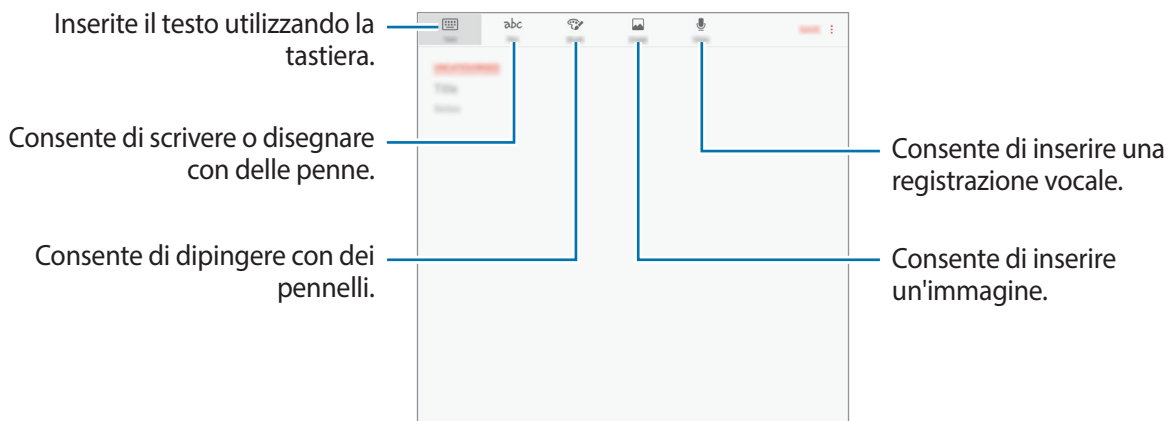 Inserite il testo utilizzando la
tastiera.
abc
Title
Consente di scrivere o disegnare
con delle penne.
Consente di dipingere con dei
pennelli.
Consente di inserire una
registrazione vocale.
Consente di inserire
un'immagine.